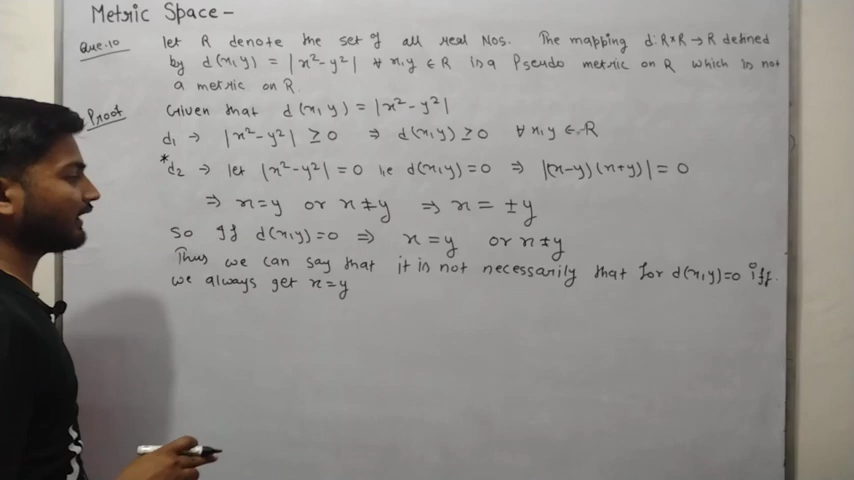 Metric Space -
Que.10 let R denote the set of all real Nos. The mapping d: R×R → R defined
by d(x,y) = |x²-y²| ∀ x,y ∈ R is a Pseudo metric on R which is not
a metric on R.
Proof Given that d(x,y) = |x²-y²|
d₁ → |x²-y²| ≥ 0 ⇒ d(x,y) ≥ 0 ∀ x,y ∈ R
*d₂ → let |x²-y²| = 0 i.e d(x,y)=0 ⇒ |(x-y)(x+y)| = 0
⇒ x=y or x≠y ⇒ x = ±y
So If d(x,y)=0 ⇒ x=y or x≠y
Thus we can say that it is not necessarily that for d(x,y)=0 iff.
we always get x=y